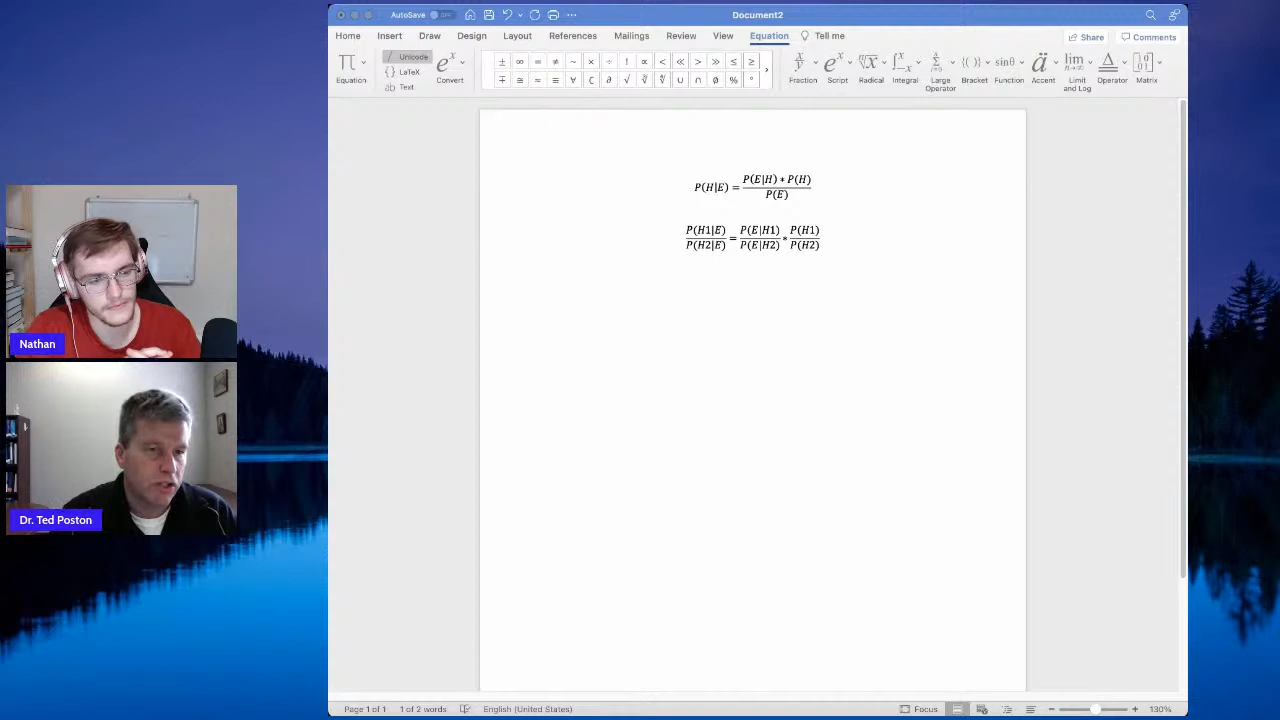 AutoSave OFF
Document2
Home Insert Draw Design Layout References Mailings Review View Equation Tell me
Share Comments
Equation
Unicode
LaTeX
Text
Convert
± ∞ = ≠ ~ × ÷ ! ∝ < ≪ > ≫ ≤ ≥
∓ ≅ ≈ ≡ ∀ ∁ ∂ √ ∛ ∜ ∪ ∩ ∅ % °
Fraction Script Radical Integral Large Operator Bracket Function Accent Limit and Log Operator Matrix
P(H|E) = P(E|H) * P(H) / P(E)
P(H1|E) / P(H2|E) = P(E|H1) / P(E|H2) * P(H1) / P(H2)
Nathan
Dr. Ted Poston
Page 1 of 1 1 of 2 words English (United States) Focus 130%